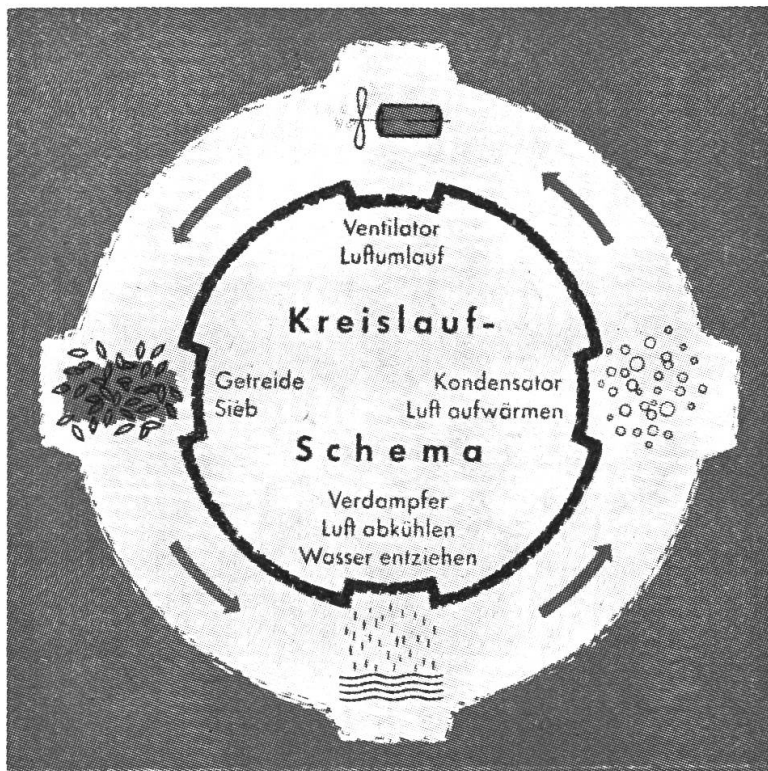 Ventilator
Luftumlauf
Kreislauf-
Getreide
Sieb
Kondensator
Luft aufwärmen
Schema
Verdampfer
Luft abkühlen
Wasser entziehen